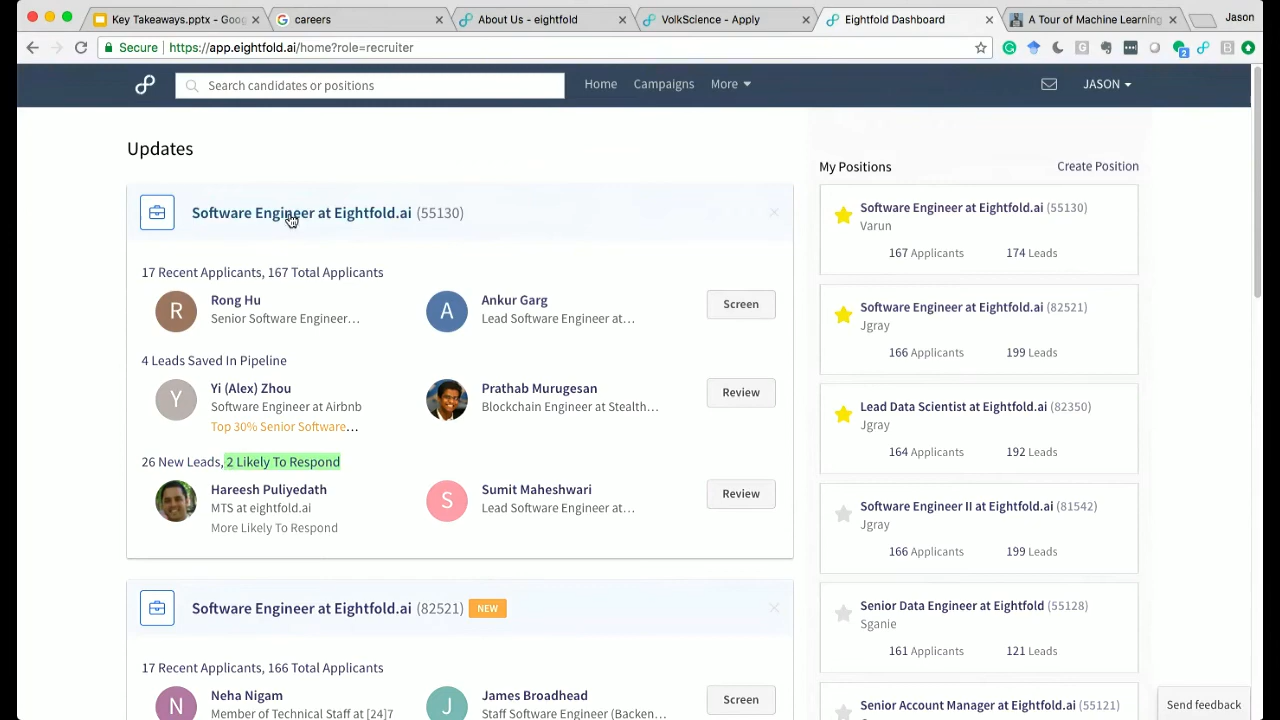 Key Takeaways.pptx - Goo
careers
About Us - eightfold
VolkScience - Apply
Eightfold Dashboard
A Tour of Machine Learning
Jason
Secure
https://app.eightfold.ai/home?role=recruiter
Search candidates or positions
Home
Campaigns
More
JASON
Updates
Software Engineer at Eightfold.ai (55130)
17 Recent Applicants, 167 Total Applicants
R
Rong Hu
Senior Software Engineer…
A
Ankur Garg
Lead Software Engineer at…
Screen
4 Leads Saved In Pipeline
Y
Yi (Alex) Zhou
Software Engineer at Airbnb
Top 30% Senior Software…
Prathab Murugesan
Blockchain Engineer at Stealth…
Review
26 New Leads, 2 Likely To Respond
Hareesh Puliyedath
MTS at eightfold.ai
More Likely To Respond
S
Sumit Maheshwari
Lead Software Engineer at…
Review
Software Engineer at Eightfold.ai (82521) NEW
17 Recent Applicants, 166 Total Applicants
N
Neha Nigam
Member of Technical Staff at [24]7
J
James Broadhead
Staff Software Engineer (Backen…
Screen
My Positions
Create Position
Software Engineer at Eightfold.ai (55130)
Varun
167 Applicants 174 Leads
Software Engineer at Eightfold.ai (82521)
Jgray
166 Applicants 199 Leads
Lead Data Scientist at Eightfold.ai (82350)
Jgray
164 Applicants 192 Leads
Software Engineer II at Eightfold.ai (81542)
Jgray
166 Applicants 199 Leads
Senior Data Engineer at Eightfold (55128)
Sganie
161 Applicants 121 Leads
Senior Account Manager at Eightfold.ai (55121)
Send feedback